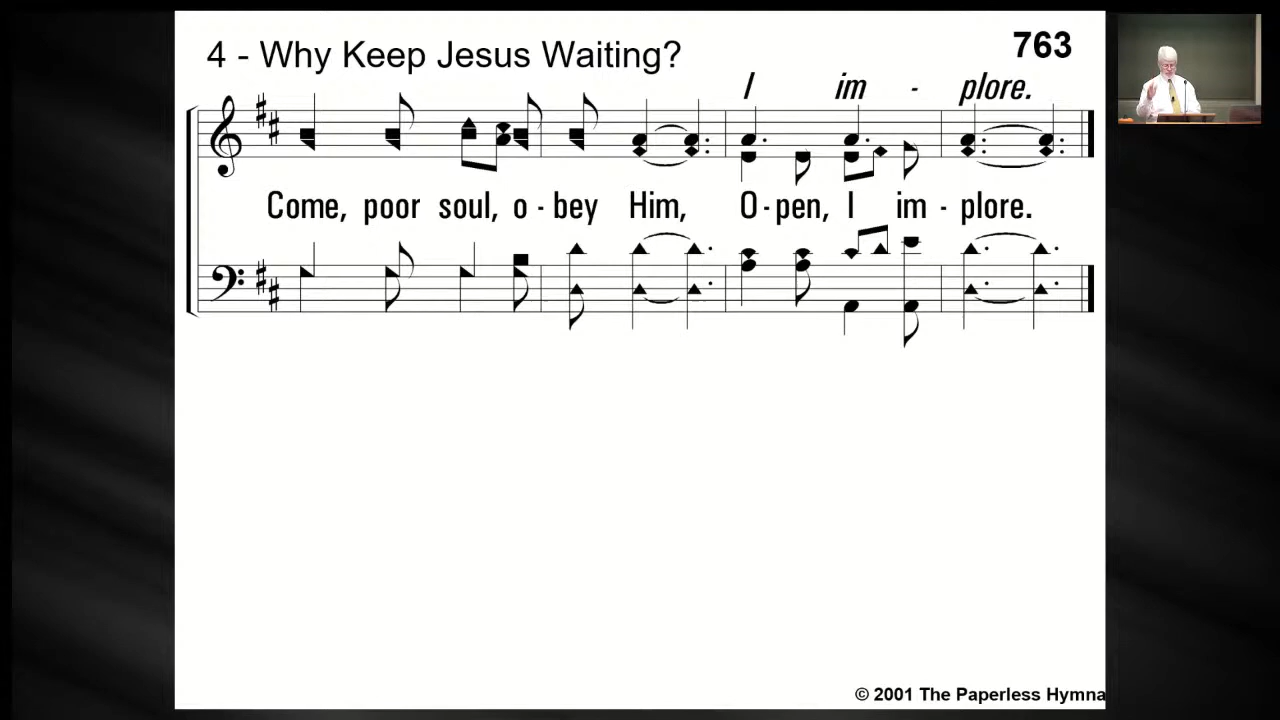 4 - Why Keep Jesus Waiting?
763
I im - plore.
Come, poor soul, o - bey Him, O - pen, I im - plore.
© 2001 The Paperless Hymna